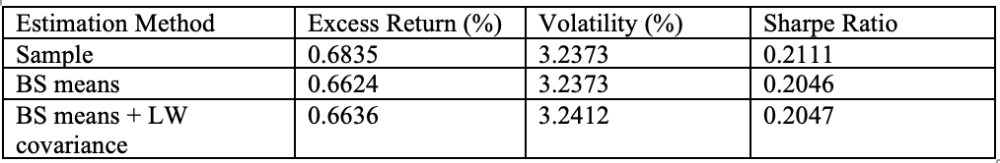 Estimation Method Excess Return (%) Volatility (%) Sharpe Ratio
Sample 0.6835 3.2373 0.2111
BS means 0.6624 3.2373 0.2046
BS means + LW 0.6636 3.2412 0.2047
covariance